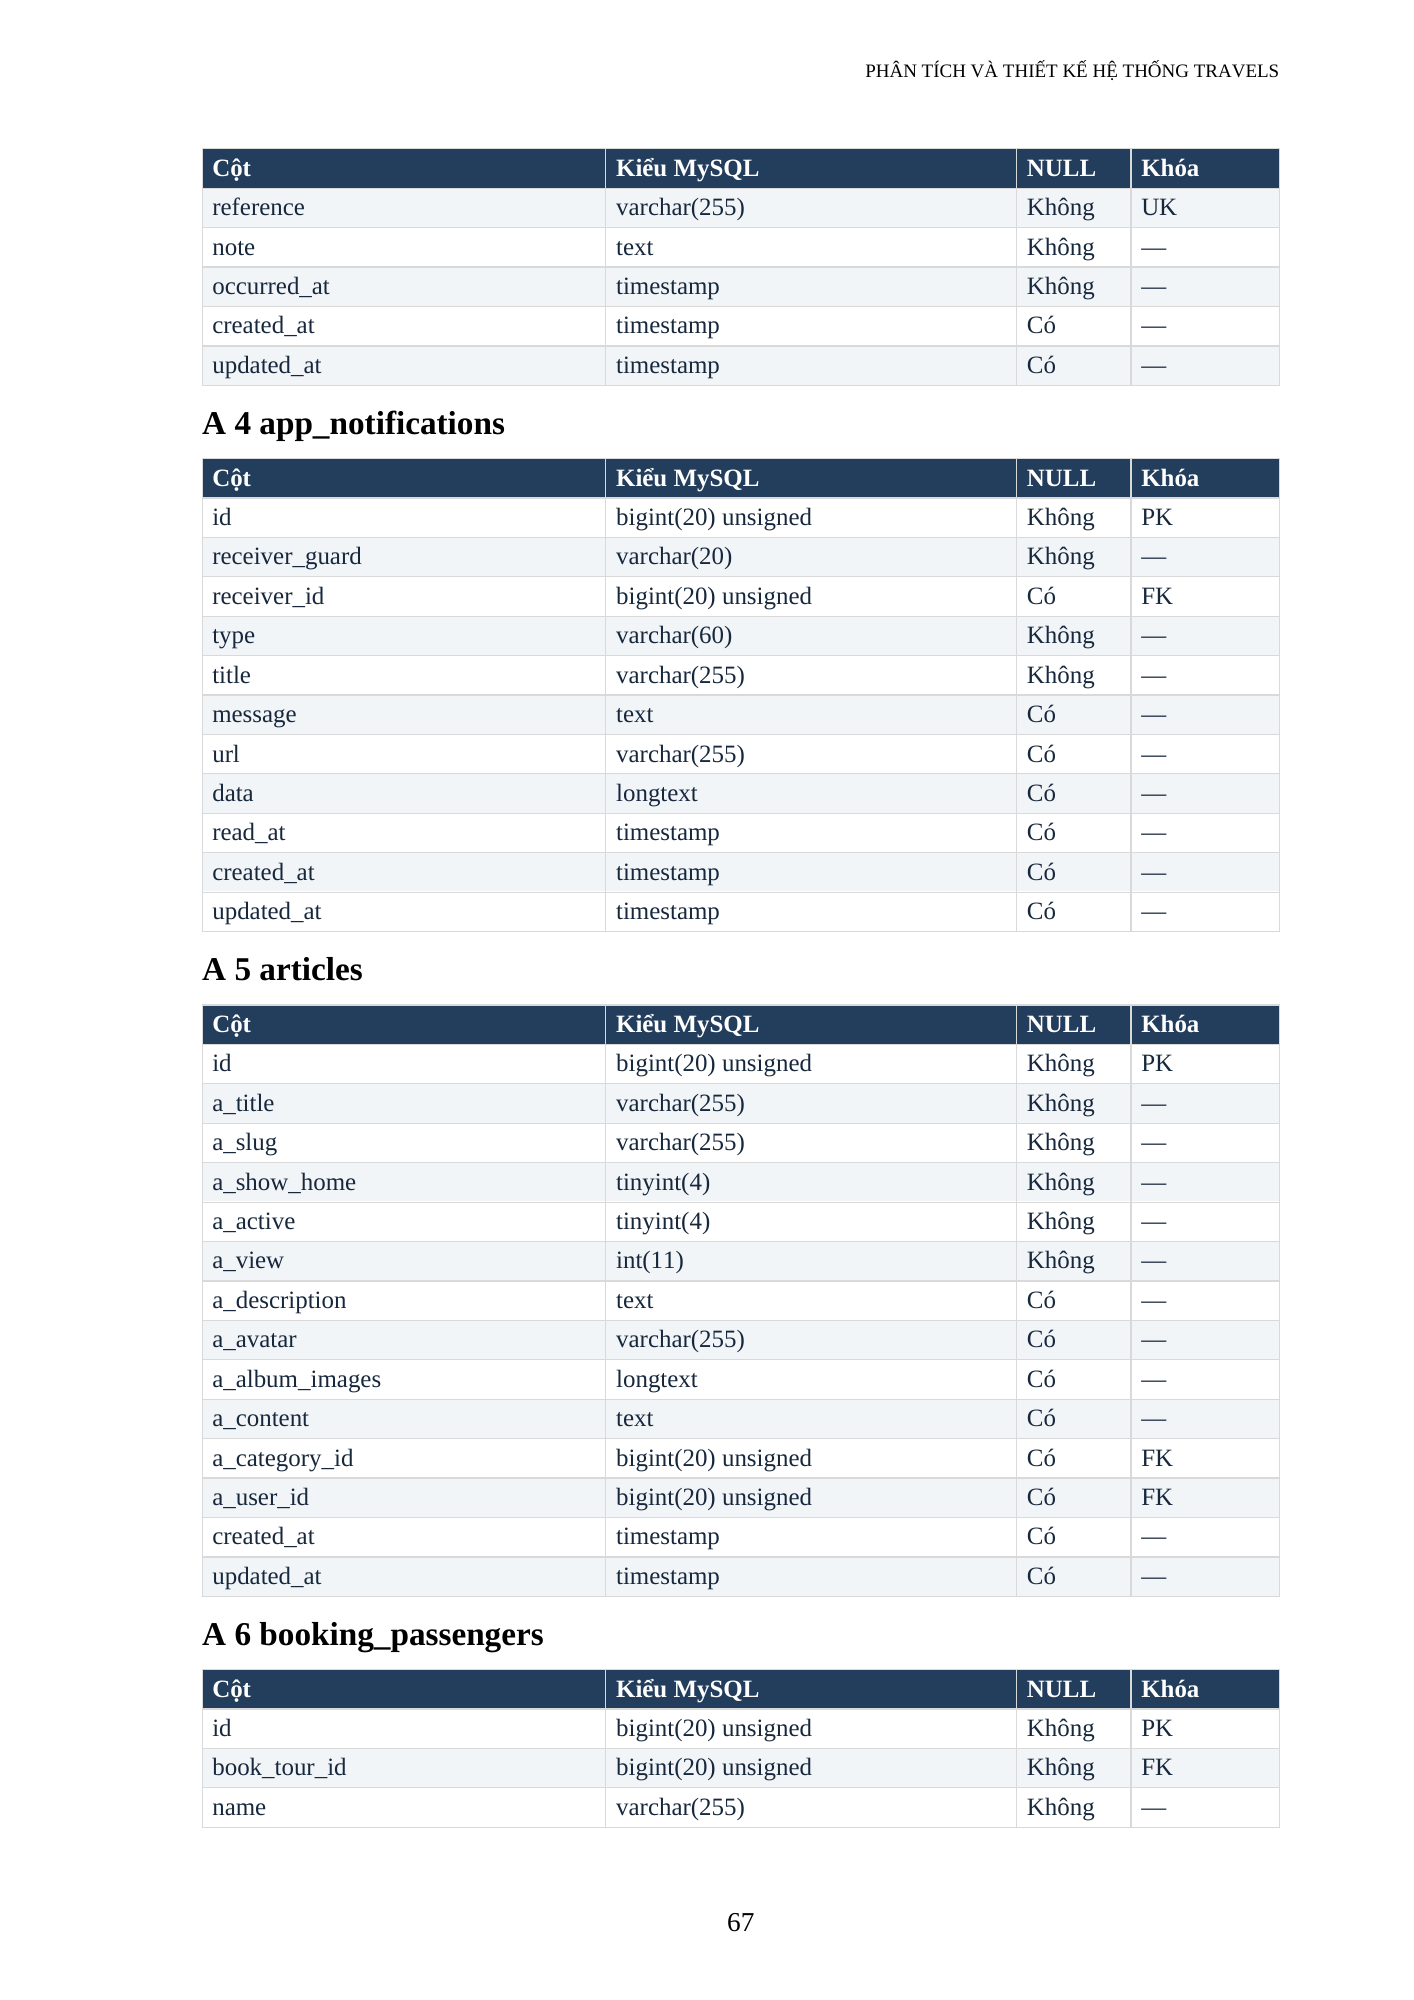 PHÂN TÍCH VÀ THIẾT KẾ HỆ THỐNG TRAVELS
Cột Kiểu MySQL NULL Khóa
reference varchar(255) Không UK
note text Không —
occurred_at timestamp Không —
created_at timestamp Có —
updated_at timestamp Có —
A 4 app_notifications
Cột Kiểu MySQL NULL Khóa
id bigint(20) unsigned Không PK
receiver_guard varchar(20) Không —
receiver_id bigint(20) unsigned Có FK
type varchar(60) Không —
title varchar(255) Không —
message text Có —
url varchar(255) Có —
data longtext Có —
read_at timestamp Có —
created_at timestamp Có —
updated_at timestamp Có —
A 5 articles
Cột Kiểu MySQL NULL Khóa
id bigint(20) unsigned Không PK
a_title varchar(255) Không —
a_slug varchar(255) Không —
a_show_home tinyint(4) Không —
a_active tinyint(4) Không —
a_view int(11) Không —
a_description text Có —
a_avatar varchar(255) Có —
a_album_images longtext Có —
a_content text Có —
a_category_id bigint(20) unsigned Có FK
a_user_id bigint(20) unsigned Có FK
created_at timestamp Có —
updated_at timestamp Có —
A 6 booking_passengers
Cột Kiểu MySQL NULL Khóa
id bigint(20) unsigned Không PK
book_tour_id bigint(20) unsigned Không FK
name varchar(255) Không —
67